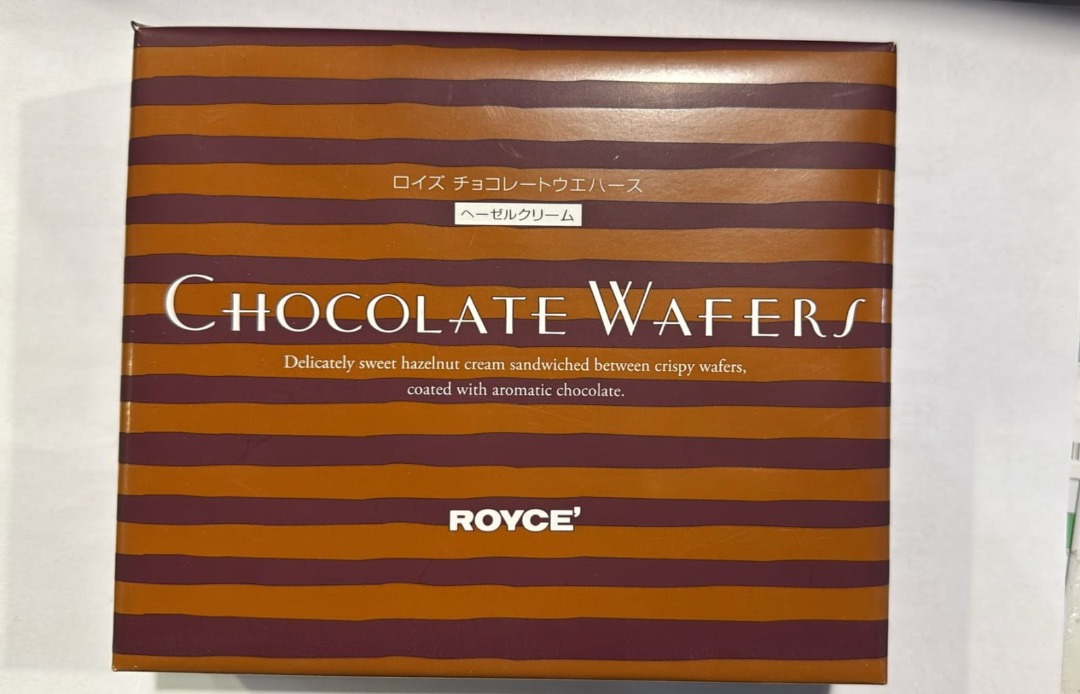 ロイズ チョコレートウエハース
ヘーゼルクリーム
CHOCOLATE WAFERS
Delicately sweet hazelnut cream sandwiched between crispy wafers,
coated with aromatic chocolate.
ROYCE'